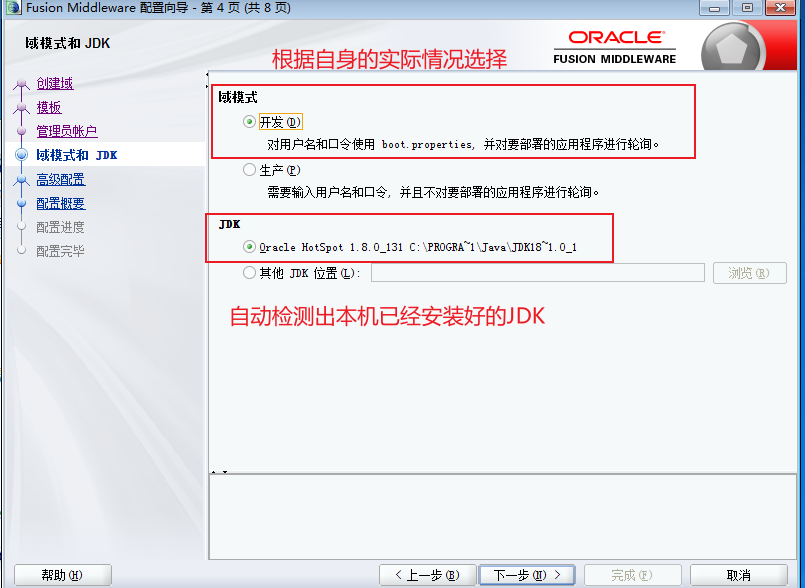 Fusion Middleware 配置向导 - 第 4 页 (共 8 页)
域模式和 JDK
根据自身的实际情况选择
ORACLE
FUSION MIDDLEWARE
创建域
模板
管理员帐户
域模式和 JDK
高级配置
配置概要
配置进度
配置完毕
域模式
开发 (D)
对用户名和口令使用 boot.properties, 并对要部署的应用程序进行轮询。
生产 (P)
需要输入用户名和口令, 并且不对要部署的应用程序进行轮询。
JDK
Oracle HotSpot 1.8.0_131 C:\PROGRA~1\Java\JDK18~1.0_1
其他 JDK 位置 (L):
浏览 (R)
自动检测出本机已经安装好的JDK
帮助 (H)
< 上一步 (B)
下一步 (N) >
完成 (F)
取消